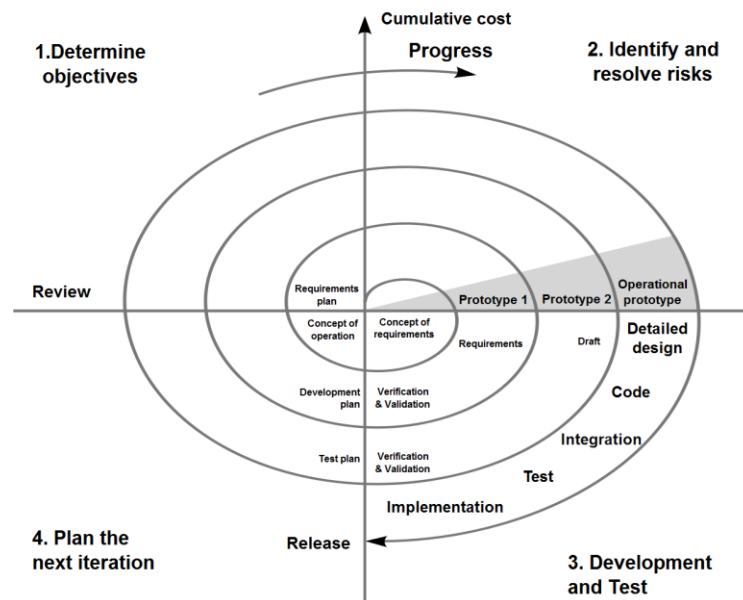 Cumulative cost
Progress
1.Determine
objectives
2. Identify and
resolve risks
Review
Requirements
plan
Prototype 1
Prototype 2
Operational
prototype
Concept of
operation
Concept of
requirements
Requirements
Draft
Detailed
design
Development
plan
Verification
& Validation
Code
Integration
Test plan
Verification
& Validation
Test
Implementation
Release
4. Plan the
next iteration
3. Development
and Test